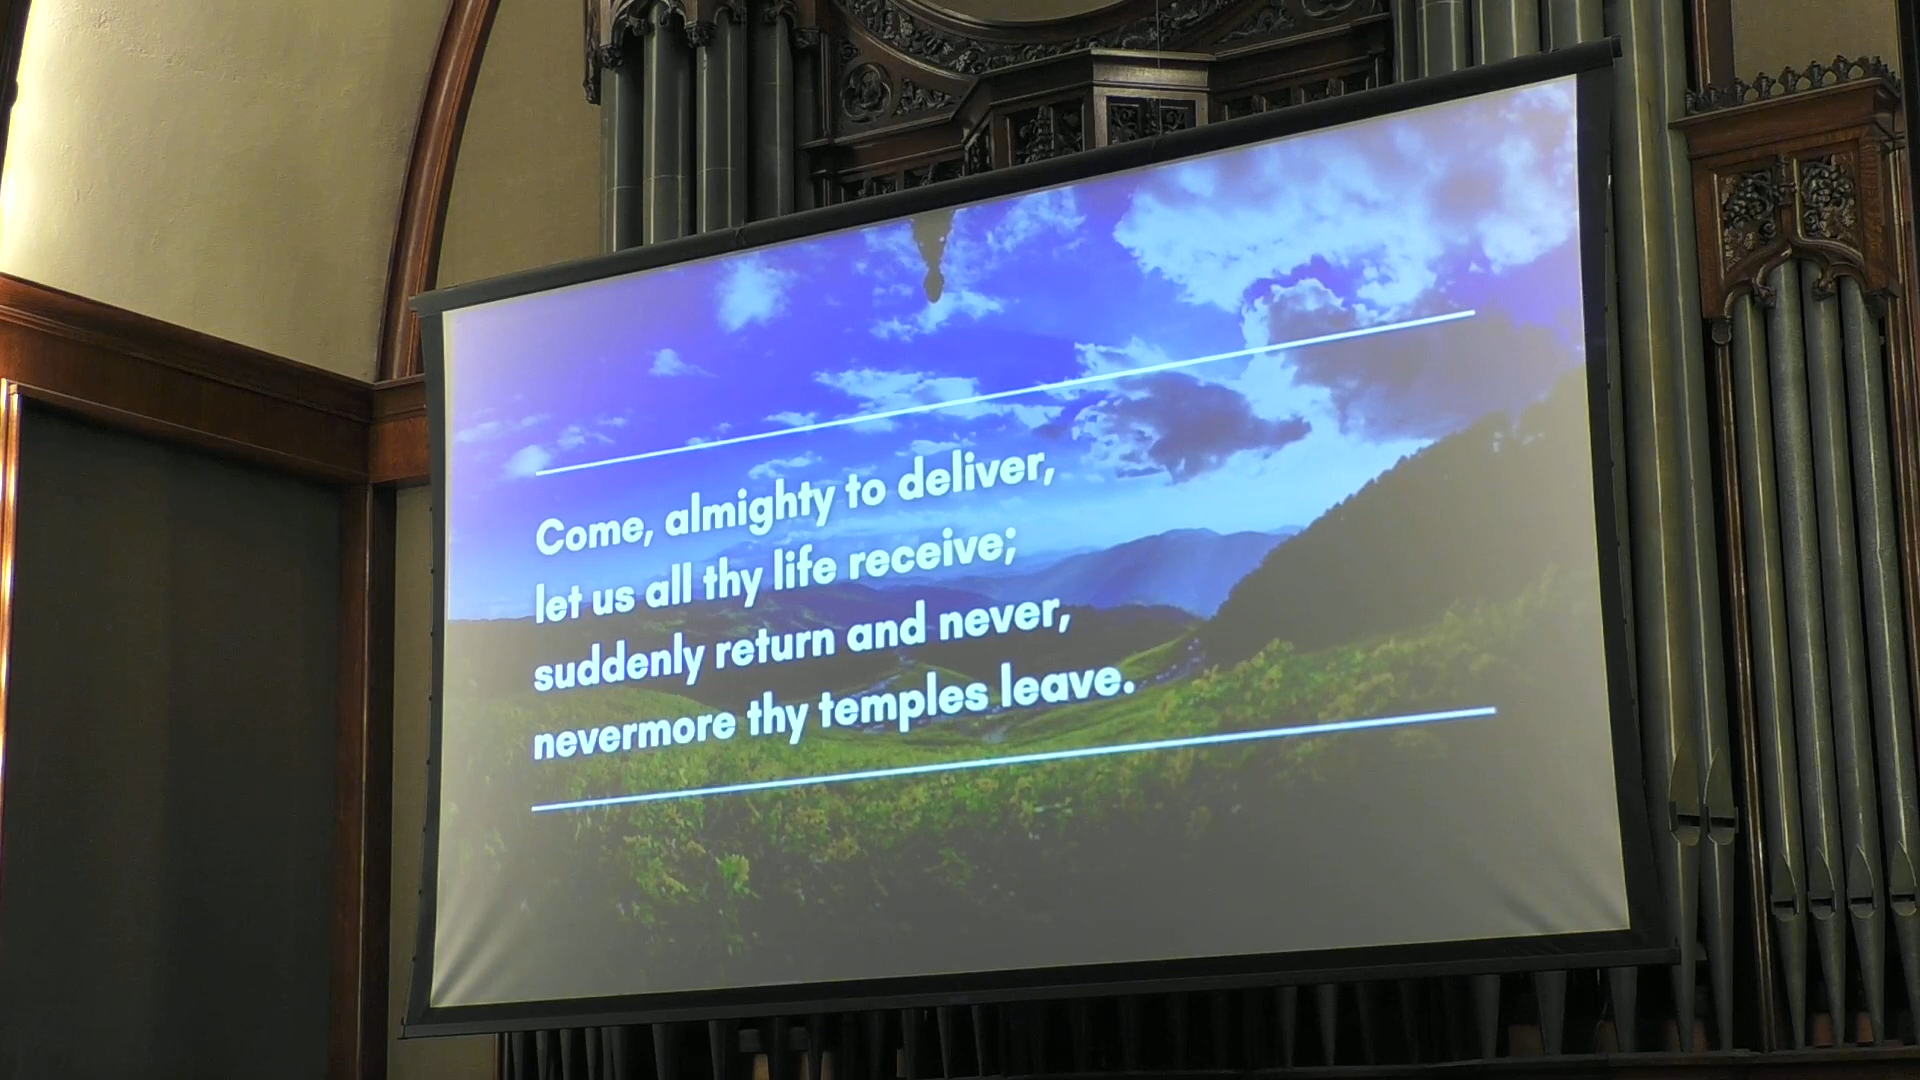 Come, almighty to deliver,
let us all thy life receive;
suddenly return and never,
nevermore thy temples leave.